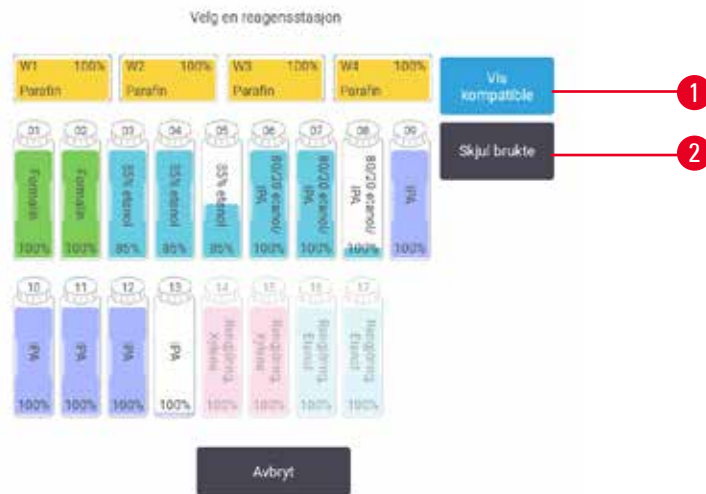 Velg en reagensstasjon
W1 100% W2 100% W3 100% W4 100%
Parafin Parafin Parafin Parafin
Vis
kompatible
1
Skjul brukte
2
01 02 03 04 05 06 07 08 09
Formalin Formalin 85% etanol 85% etanol 85% etanol 80/20 etanol/ IPA 80/20 etanol/ IPA 80/20 etanol/ IPA IPA
100% 100% 85% 85% 85% 100% 100% 100% 100%
10 11 12 13 14 15 16 17
IPA IPA IPA IPA Rengjøring, Xylene Rengjøring, Xylene Rengjøring, Etanol Rengjøring, Etanol
100% 100% 100% 100% 100% 100% 100% 100%
Avbryt